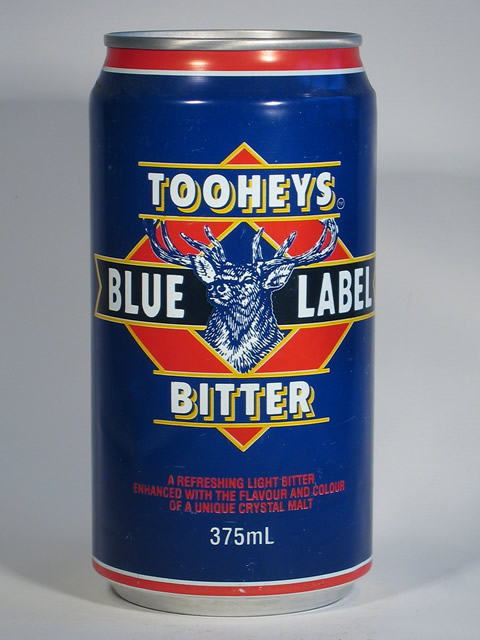 TOOHEYS
BLUE LABEL
BITTER
A REFRESHING LIGHT BITTER,
ENHANCED WITH THE FLAVOUR AND COLOUR
OF A UNIQUE CRYSTAL MALT
375mL